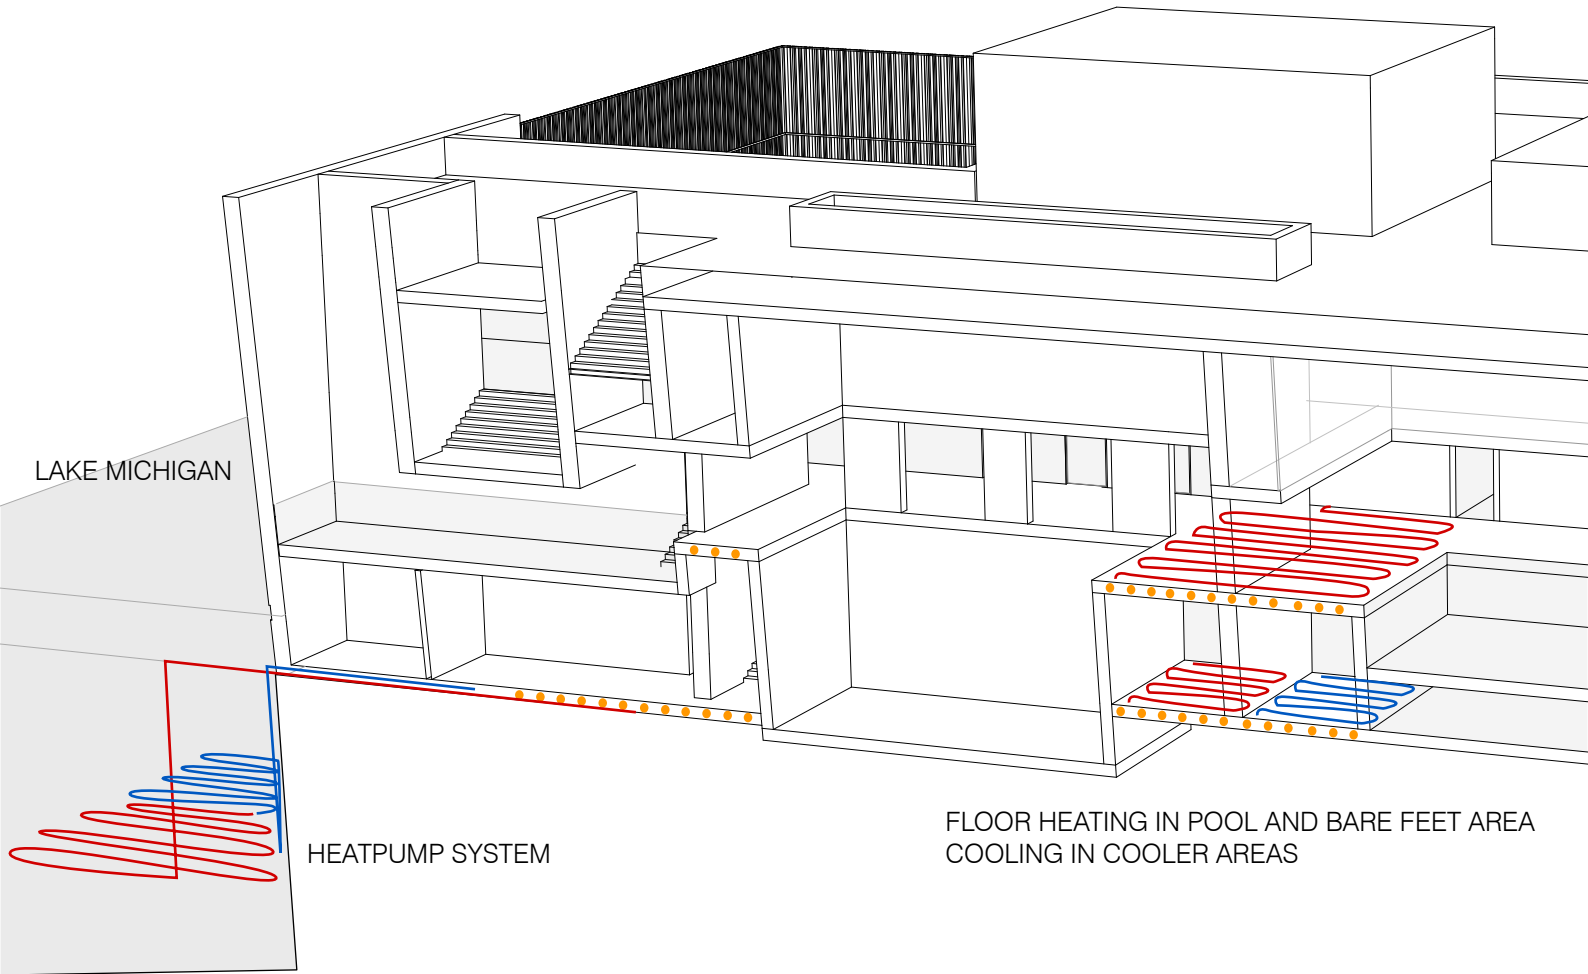 LAKE MICHIGAN
HEATPUMP SYSTEM
FLOOR HEATING IN POOL AND BARE FEET AREA
COOLING IN COOLER AREAS